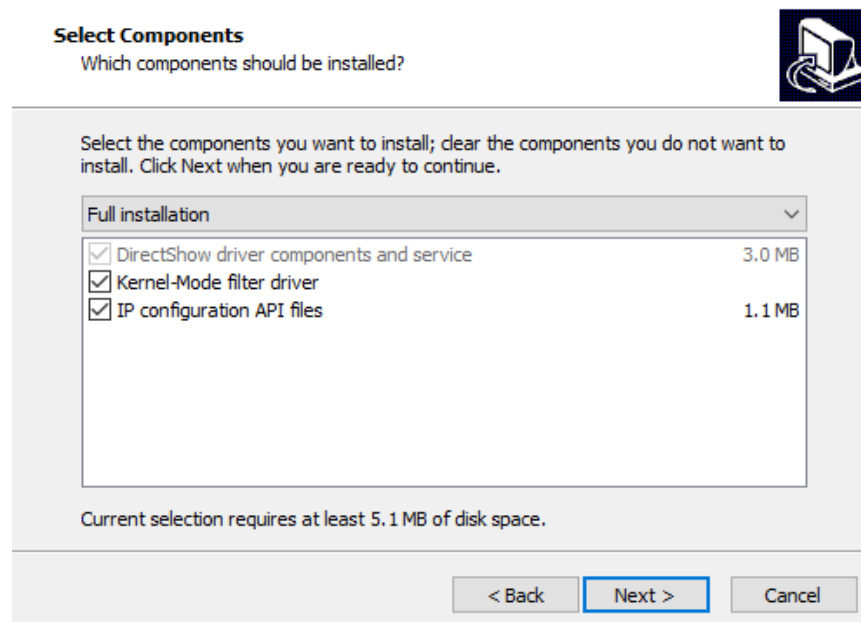 Select Components
Which components should be installed?
Select the components you want to install; clear the components you do not want to
install. Click Next when you are ready to continue.
Full installation
DirectShow driver components and service 3.0 MB
Kernel-Mode filter driver
IP configuration API files 1.1 MB
Current selection requires at least 5.1 MB of disk space.
< Back Next > Cancel